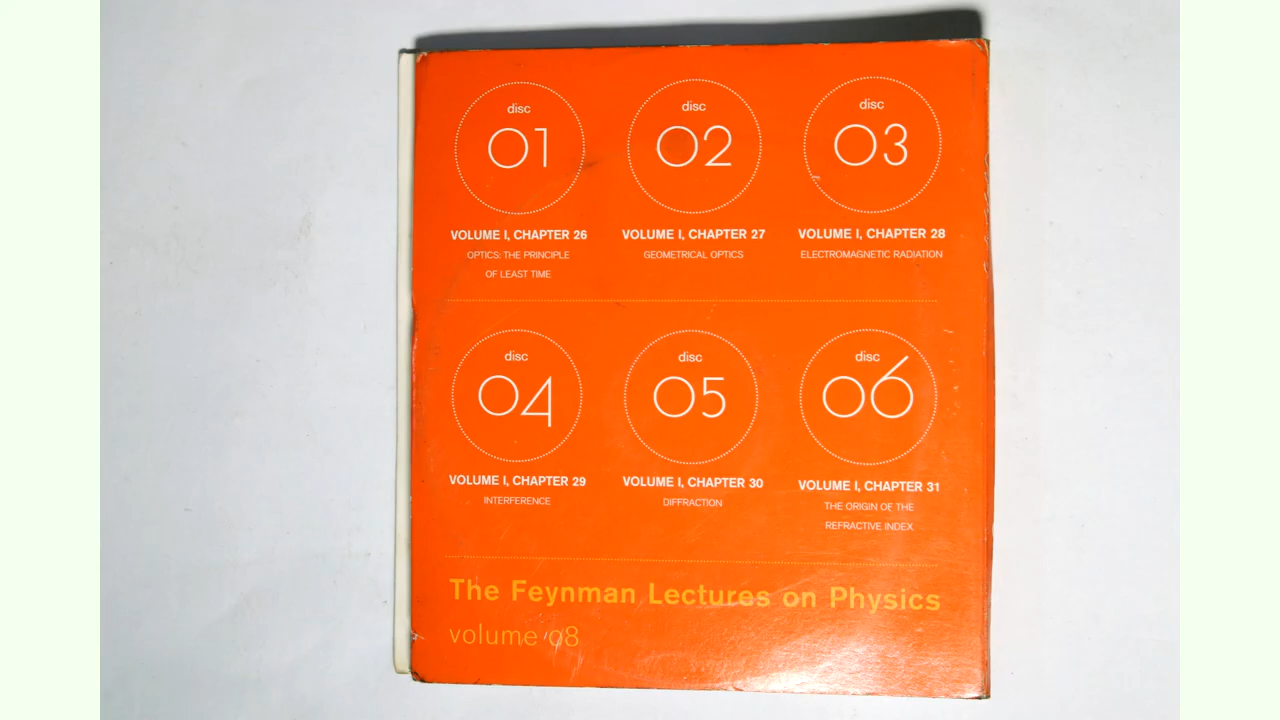 disc
01
VOLUME I, CHAPTER 26
OPTICS: THE PRINCIPLE
OF LEAST TIME
disc
02
VOLUME I, CHAPTER 27
GEOMETRICAL OPTICS
disc
03
VOLUME I, CHAPTER 28
ELECTROMAGNETIC RADIATION
disc
04
VOLUME I, CHAPTER 29
INTERFERENCE
disc
05
VOLUME I, CHAPTER 30
DIFFRACTION
disc
06
VOLUME I, CHAPTER 31
THE ORIGIN OF THE
REFRACTIVE INDEX
The Feynman Lectures on Physics
volume 08